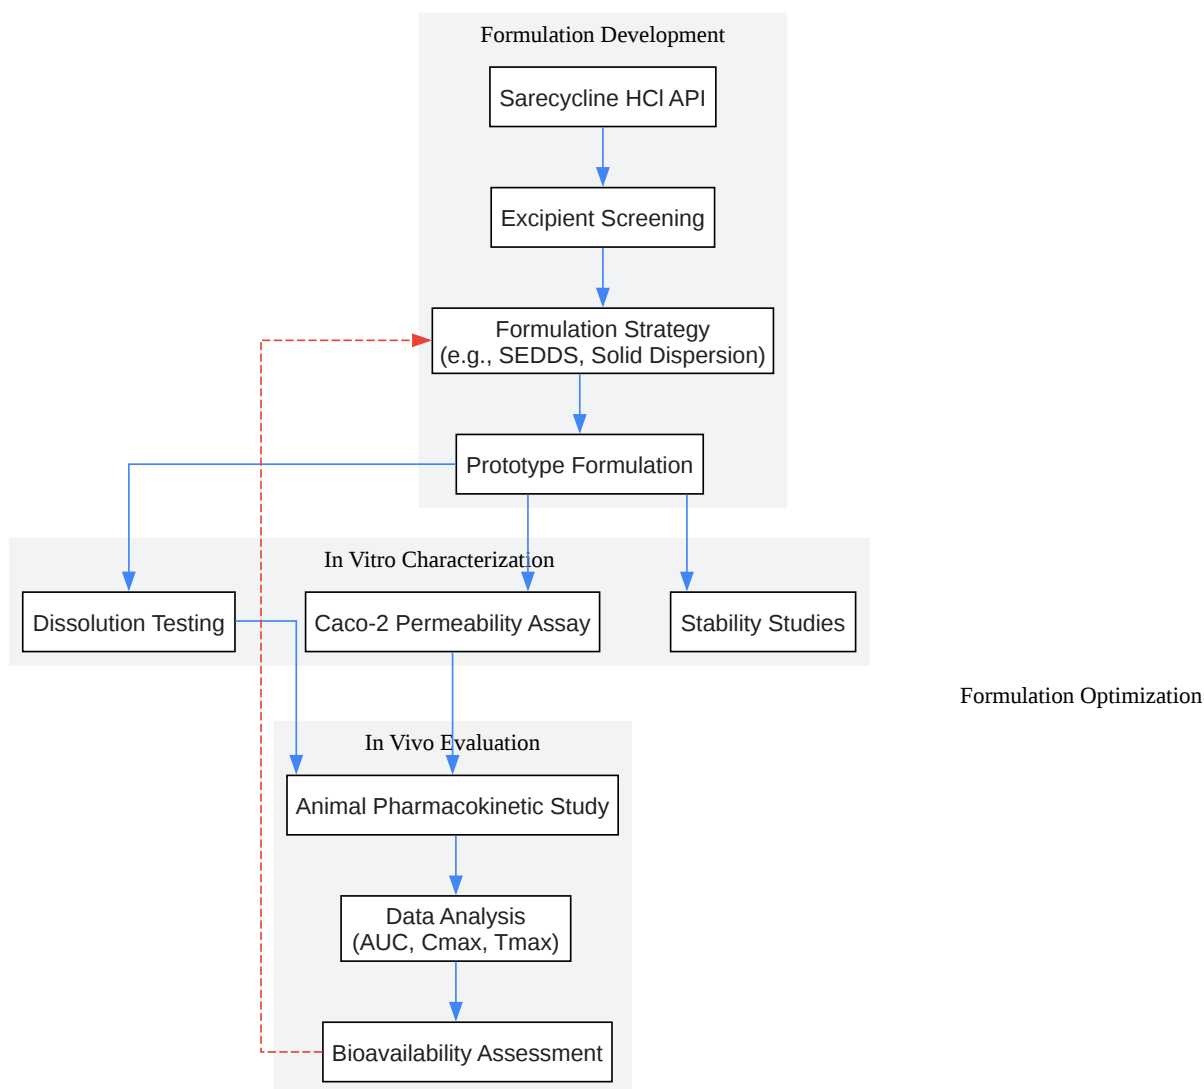 Formulation Development
Sarecycline HCl API
Excipient Screening
Formulation Strategy
(e.g., SEDDS, Solid Dispersion)
Prototype Formulation
In Vitro Characterization
Dissolution Testing
Caco-2 Permeability Assay
Stability Studies
Formulation Optimization
In Vivo Evaluation
Animal Pharmacokinetic Study
Data Analysis
(AUC, Cmax, Tmax)
Bioavailability Assessment